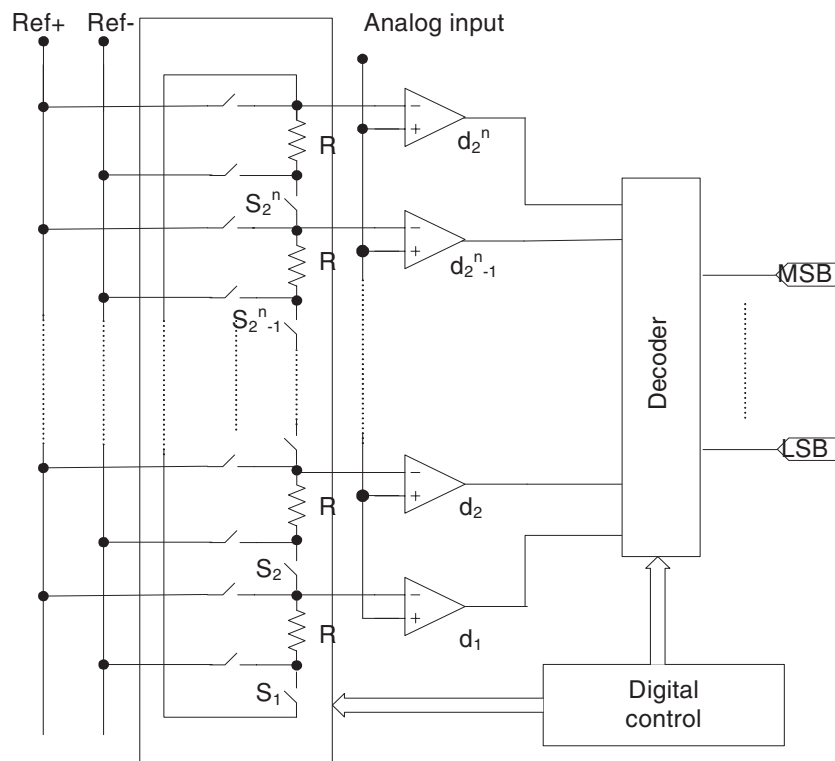 Ref+ Ref- Analog input
R
d₂ⁿ
S₂ⁿ
R
d₂ⁿ₋₁
MSB
S₂ⁿ₋₁
Decoder
LSB
R
d₂
S₂
R
d₁
S₁
Digital
control